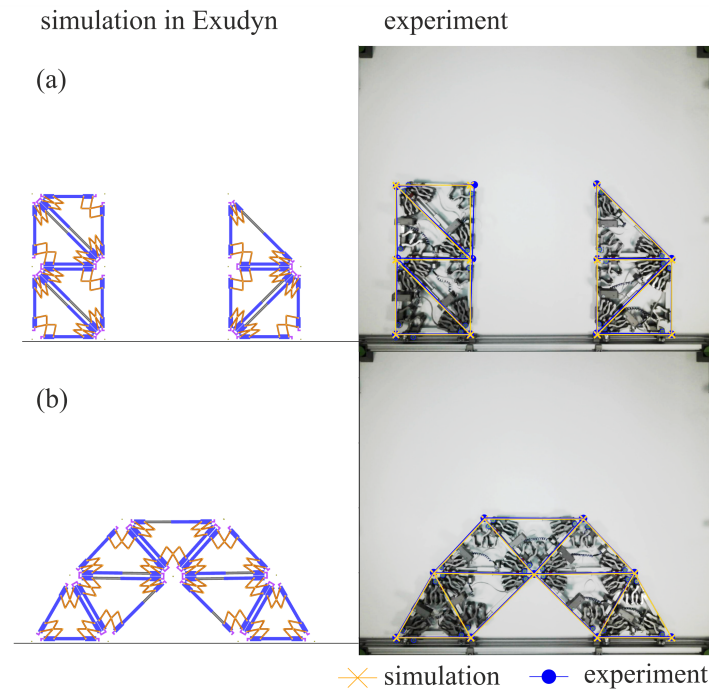 simulation in Exudyn
experiment
(a)
(b)
simulation
experiment